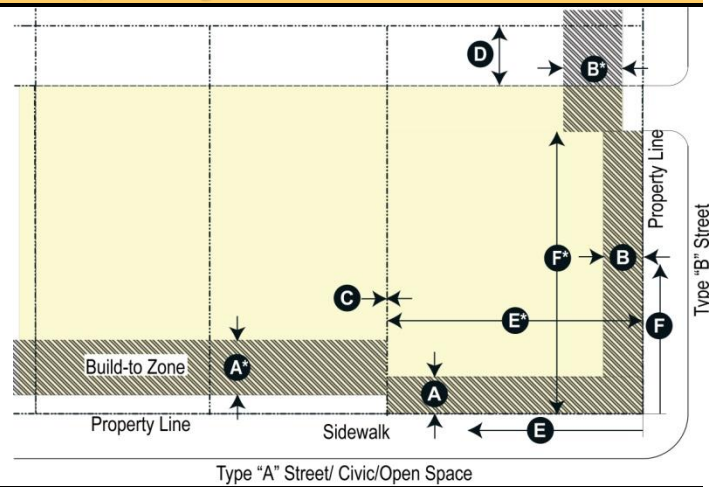 D
B*
Property Line
Type "B" Street
F*
B
C
E*
F
Build-to Zone
A*
A
Property Line
Sidewalk
E
Type "A" Street/ Civic/Open Space